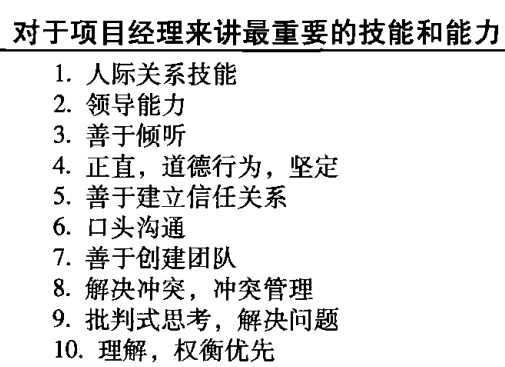 对于项目经理来讲最重要的技能和能力
1. 人际关系技能
2. 领导能力
3. 善于倾听
4. 正直，道德行为，坚定
5. 善于建立信任关系
6. 口头沟通
7. 善于创建团队
8. 解决冲突，冲突管理
9. 批判式思考，解决问题
10. 理解，权衡优先